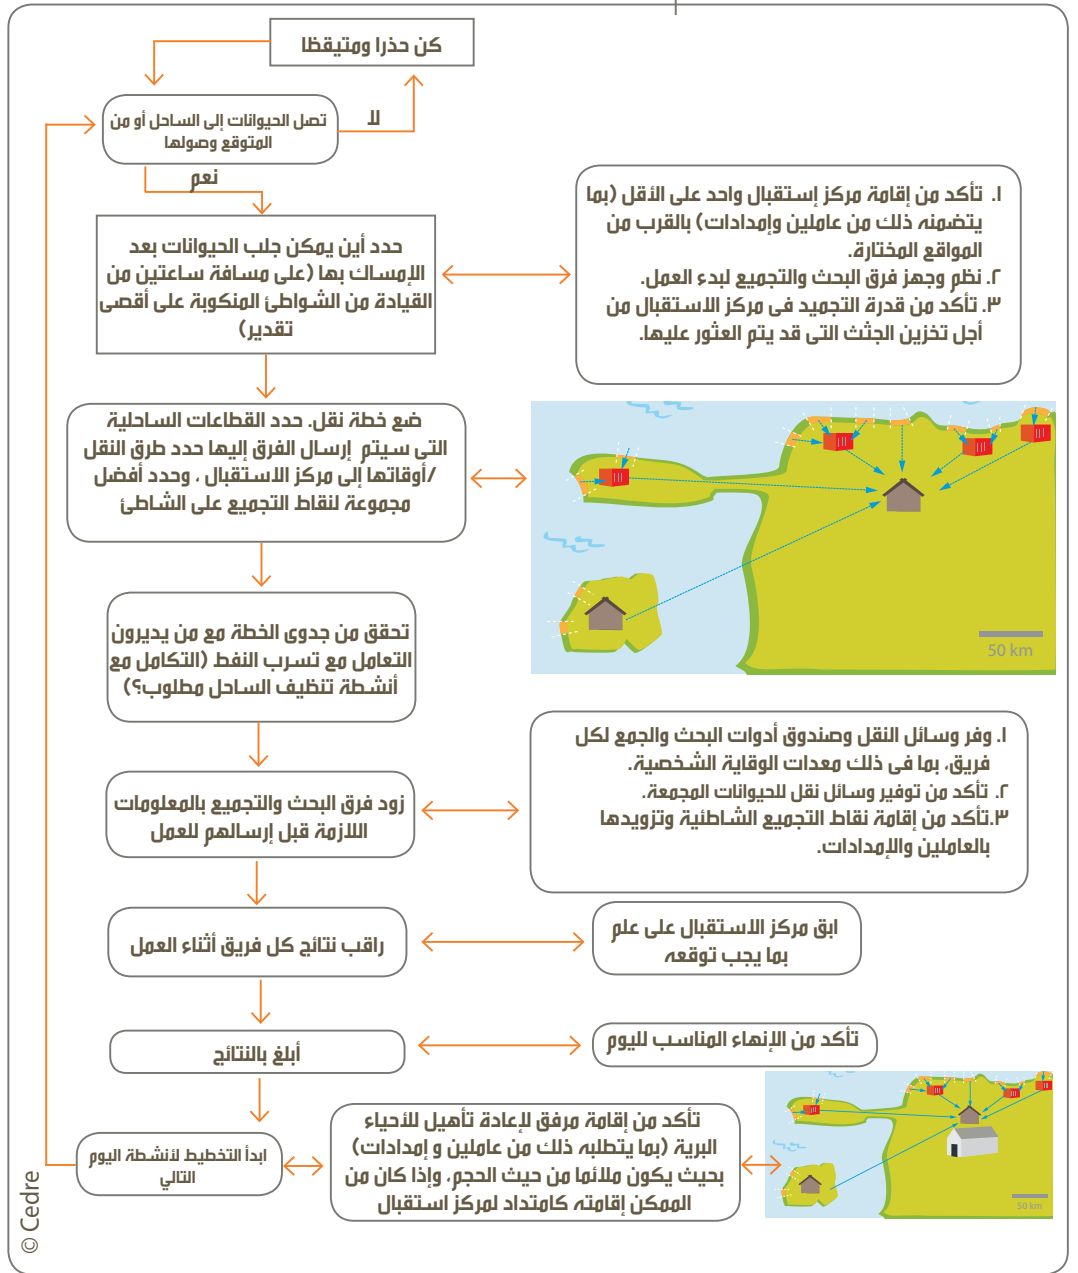 كن حذرا ومتيقظا
تصل الحيوانات إلى الساحل أو من
المتوقع وصولها
لا
نعم
حدد أين يمكن جلب الحيوانات بعد
الإمساك بها (على مسافة ساعتين من
القيادة من الشواطئ المنكوبة على أقصى
تقدير)
١. تأكد من إقامة مركز إستقبال واحد على الأقل (بما
يتضمنه ذلك من عاملين وإمدادات) بالقرب من
المواقع المختارة.
٢. نظم وجهز فرق البحث والتجميع لبدء العمل.
٣. تأكد من قدرة التجميد فى مركز الاستقبال من
أجل تخزين الجثث التى قد يتم العثور عليها.
ضع خطة نقل. حدد القطاعات الساحلية
التى سيتم إرسال الفرق إليها حدد طرق النقل
/أوقاتها إلى مركز الاستقبال ، وحدد أفضل
مجموعة لنقاط التجميع على الشاطئ
50 km
تحقق من جدوى الخطة مع من يديرون
التعامل مع تسرب النفط (التكامل مع
أنشطة تنظيف الساحل مطلوب؟)
زود فرق البحث والتجميع بالمعلومات
اللازمة قبل إرسالهم للعمل
١. وفر وسائل النقل وصندوق أدوات البحث والجمع لكل
فريق، بما فى ذلك معدات الوقاية الشخصية.
٢. تأكد من توفير وسائل نقل للحيوانات المجمعة.
٣.تأكد من إقامة نقاط التجميع الشاطئية وتزويدها
بالعاملين والإمدادات.
راقب نتائج كل فريق أثناء العمل
ابق مركز الاستقبال على علم
بما يجب توقعه
أبلغ بالنتائج
تأكد من الإنهاء المناسب لليوم
ابدأ التخطيط لأنشطة اليوم
التالي
تأكد من إقامة مرفق لإعادة تأهيل للأحياء
البرية (بما يتطلبه ذلك من عاملين و إمدادات)
بحيث يكون ملائما من حيث الحجم، وإذا كان من
الممكن إقامته كامتداد لمركز استقبال
50 km
© Cedre